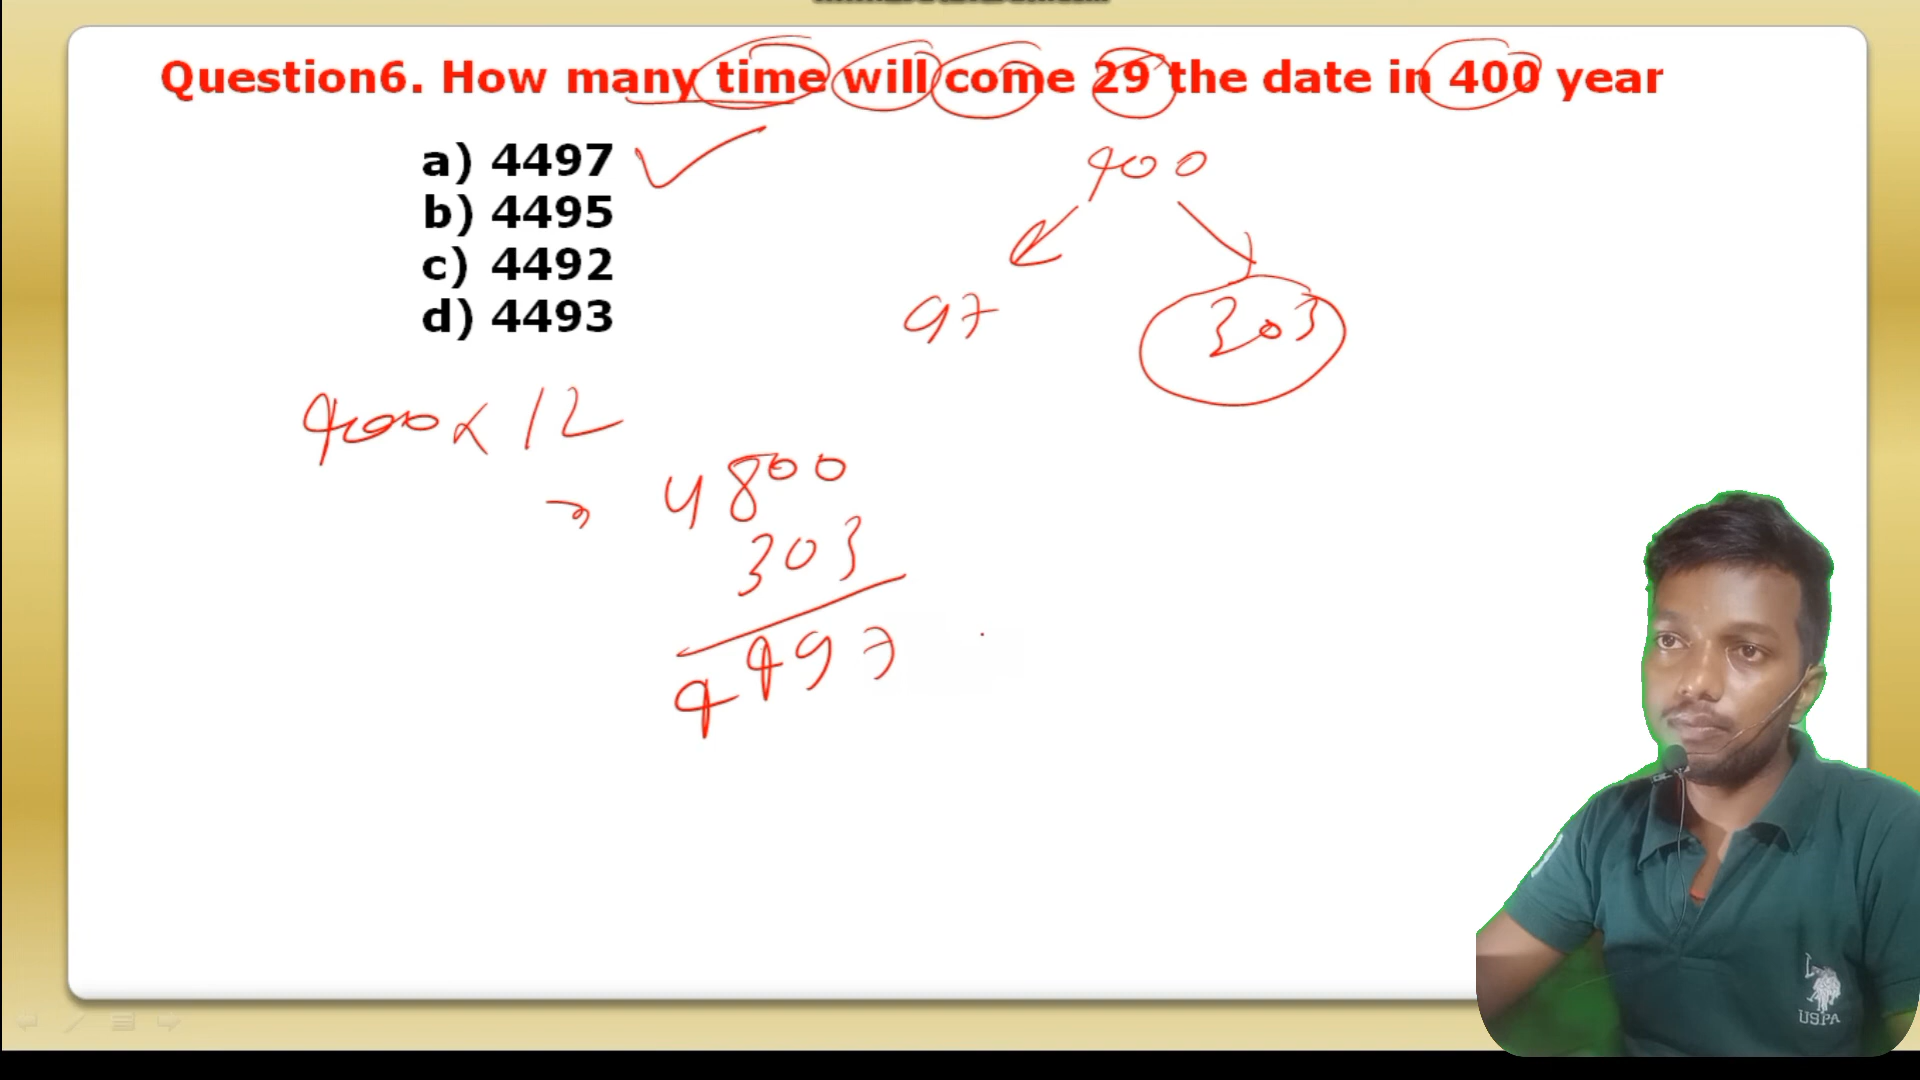 Question6. How many time will come 29 the date in 400 year
a) 4497
b) 4495
c) 4492
d) 4493
400
97 303
400 x 12
4800
303
4497
USPA